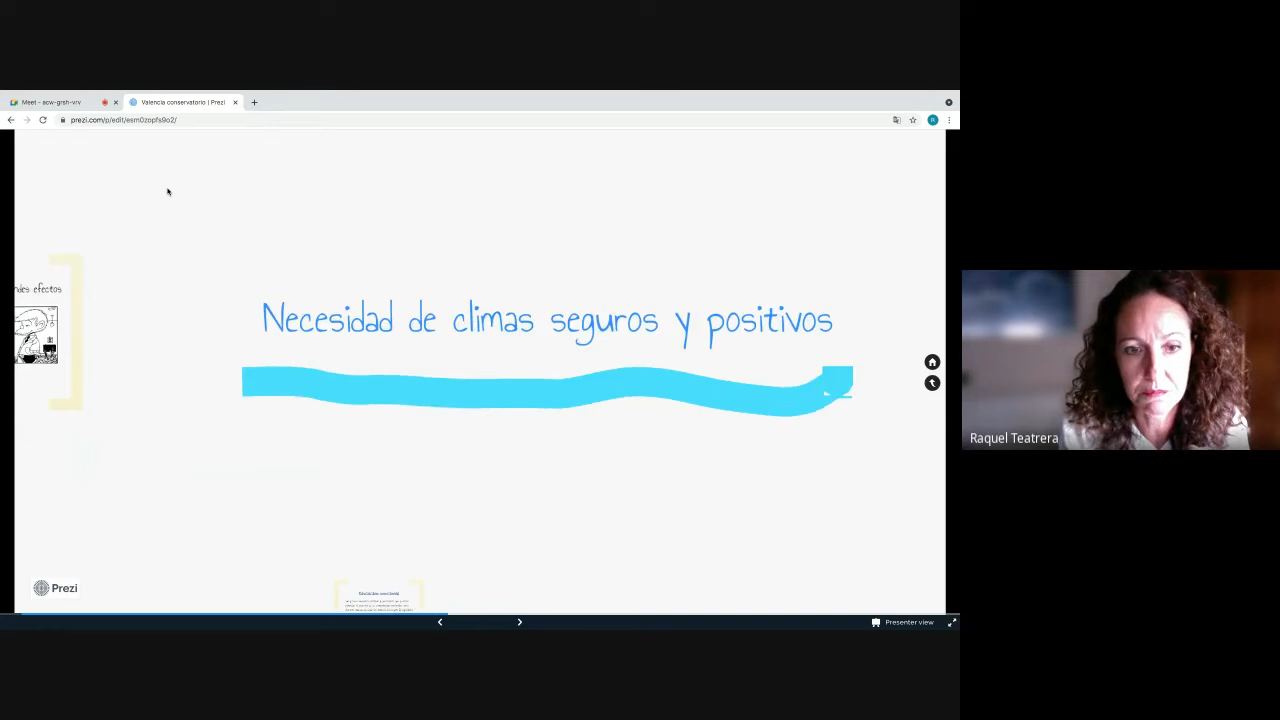 Meet - acw-grsh-vrv
Valencia conservatorio | Prezi
prezi.com/p/edit/esm0zopfs9o2/
R
efectos
Necesidad de climas seguros y positivos
Raquel Teatrera
Prezi
Presenter view